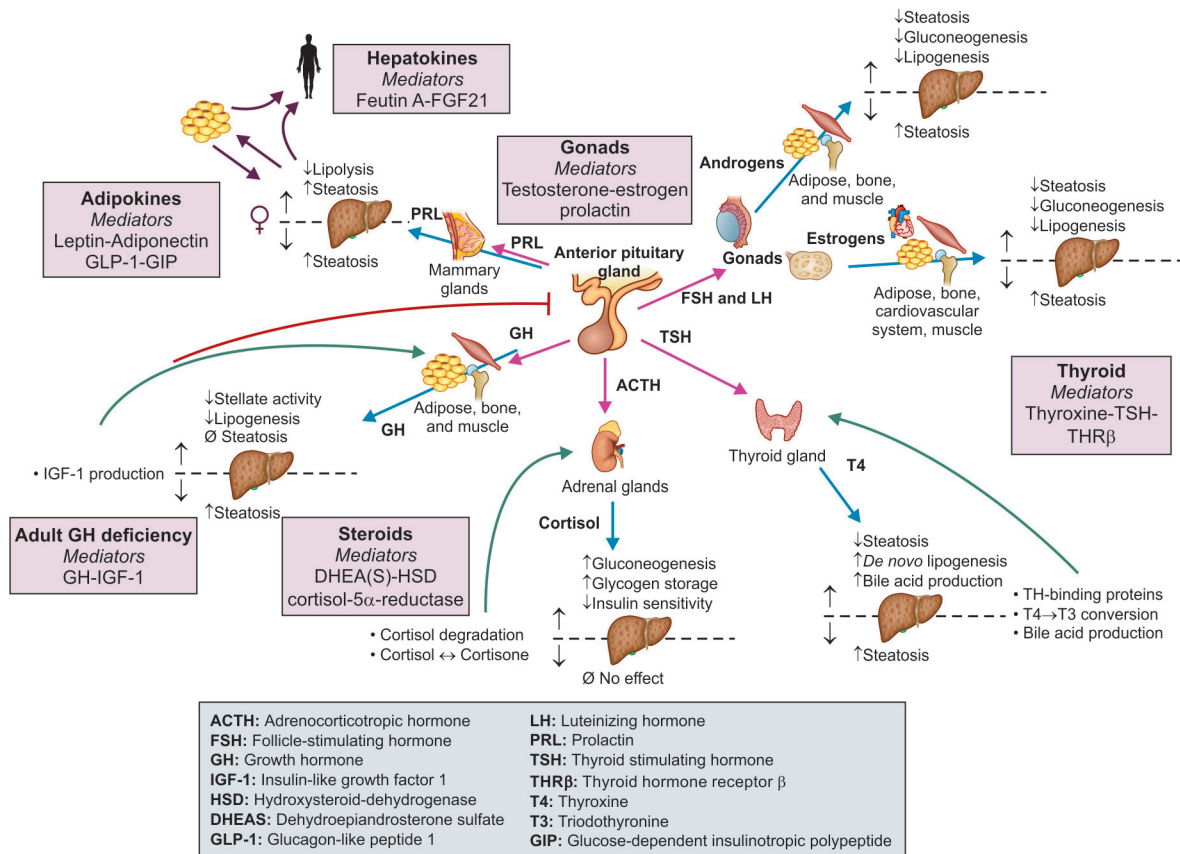 Hepatokines
Mediators
Feutin A-FGF21
Adipokines
Mediators
Leptin-Adiponectin
GLP-1-GIP
↓Lipolysis
↑Steatosis
↑
↓
↑Steatosis
♀
PRL
Mammary
glands
PRL
Gonads
Mediators
Testosterone-estrogen
prolactin
Anterior pituitary
gland
Androgens
Adipose, bone,
and muscle
↓Steatosis
↓Gluconeogenesis
↓Lipogenesis
↑
↓
↑Steatosis
Gonads
FSH and LH
Estrogens
Adipose, bone,
cardiovascular
system, muscle
↓Steatosis
↓Gluconeogenesis
↓Lipogenesis
↑
↓
↑Steatosis
GH
Adipose, bone,
and muscle
GH
↓Stellate activity
↓Lipogenesis
Ø Steatosis
• IGF-1 production
↑
↓
↑Steatosis
Adult GH deficiency
Mediators
GH-IGF-1
ACTH
Adrenal glands
Cortisol
↑Gluconeogenesis
↑Glycogen storage
↓Insulin sensitivity
↑
↓
Ø No effect
Steroids
Mediators
DHEA(S)-HSD
cortisol-5α-reductase
• Cortisol degradation
• Cortisol ↔ Cortisone
TSH
Thyroid gland
T4
↓Steatosis
↑De novo lipogenesis
↑Bile acid production
↑
↓
↑Steatosis
Thyroid
Mediators
Thyroxine-TSH-
THRβ
• TH-binding proteins
• T4→T3 conversion
• Bile acid production
ACTH: Adrenocorticotropic hormone
FSH: Follicle-stimulating hormone
GH: Growth hormone
IGF-1: Insulin-like growth factor 1
HSD: Hydroxysteroid-dehydrogenase
DHEAS: Dehydroepiandrosterone sulfate
GLP-1: Glucagon-like peptide 1
LH: Luteinizing hormone
PRL: Prolactin
TSH: Thyroid stimulating hormone
THRβ: Thyroid hormone receptor β
T4: Thyroxine
T3: Triodothyronine
GIP: Glucose-dependent insulinotropic polypeptide